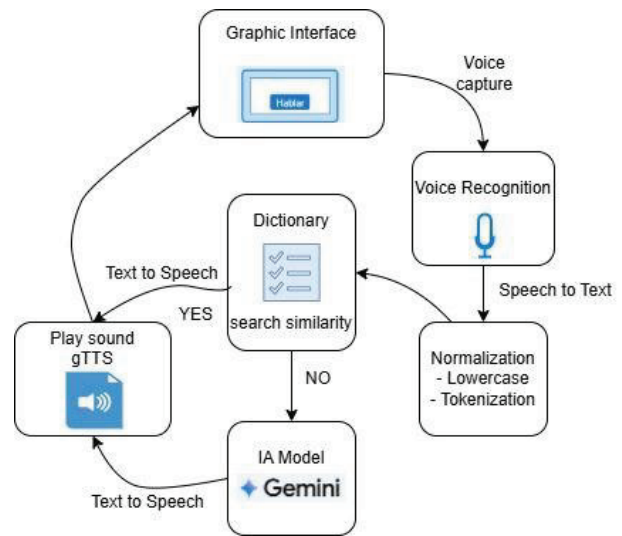 Graphic Interface
Hablar
Voice
capture
Voice Recognition
Speech to Text
Normalization
- Lowercase
- Tokenization
Dictionary
search similarity
Text to Speech
YES
NO
Play sound
gTTS
IA Model
Gemini
Text to Speech